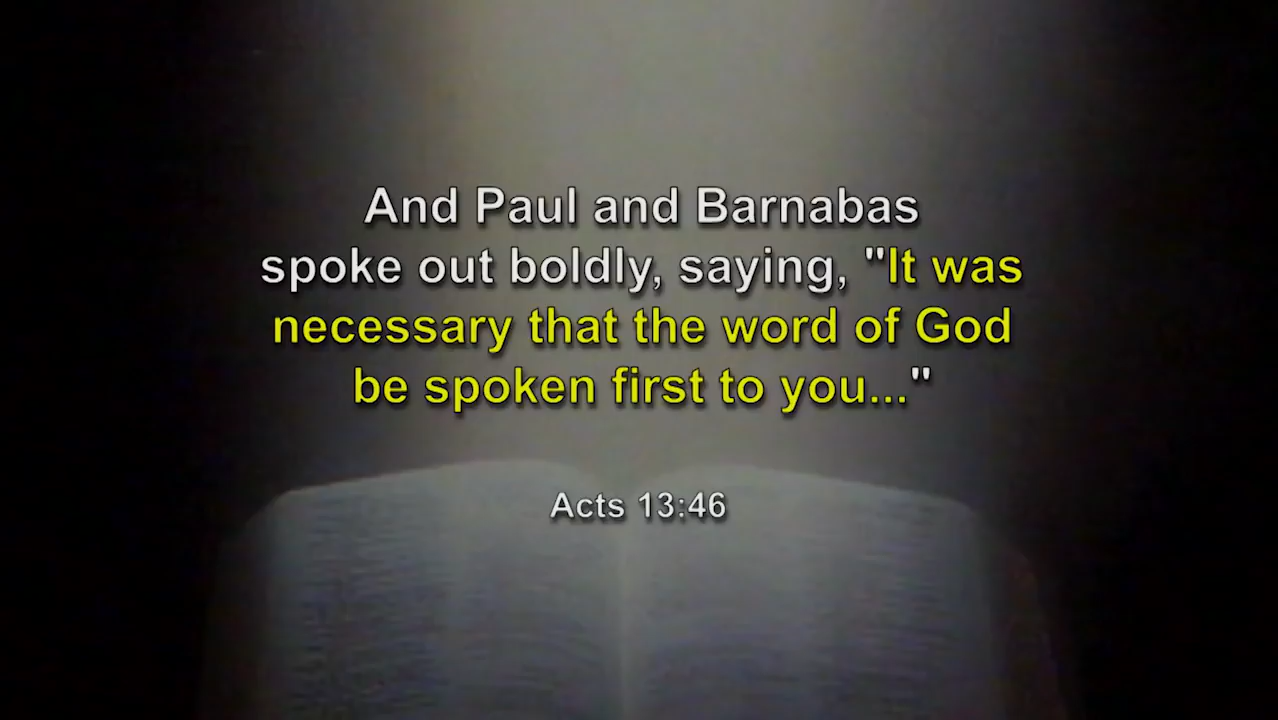 And Paul and Barnabas
spoke out boldly, saying, "It was
necessary that the word of God
be spoken first to you..."
Acts 13:46